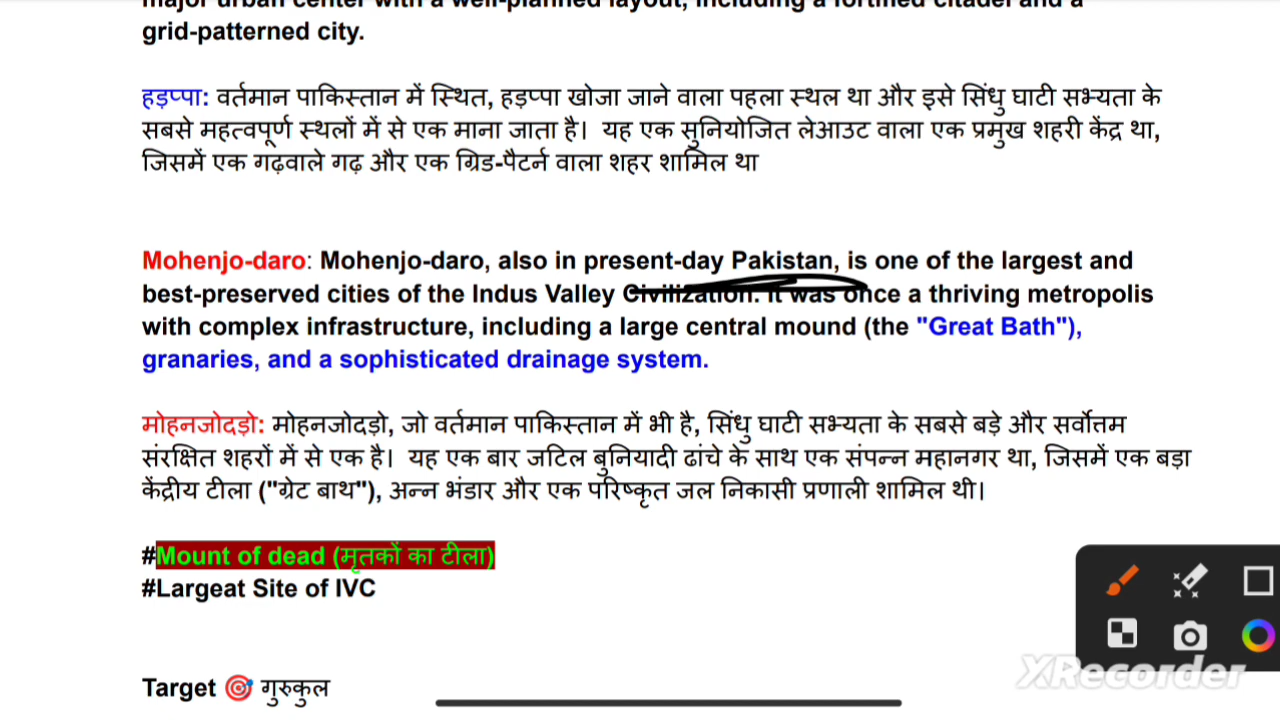 major urban center with a well-planned layout, including a fortified citadel and a
grid-patterned city.
हड़प्पा: वर्तमान पाकिस्तान में स्थित, हड़प्पा खोजा जाने वाला पहला स्थल था और इसे सिंधु घाटी सभ्यता के
सबसे महत्वपूर्ण स्थलों में से एक माना जाता है। यह एक सुनियोजित लेआउट वाला एक प्रमुख शहरी केंद्र था,
जिसमें एक गढ़वाले गढ़ और एक ग्रिड-पैटर्न वाला शहर शामिल था
Mohenjo-daro: Mohenjo-daro, also in present-day Pakistan, is one of the largest and
best-preserved cities of the Indus Valley Civilization. It was once a thriving metropolis
with complex infrastructure, including a large central mound (the "Great Bath"),
granaries, and a sophisticated drainage system.
मोहनजोदड़ो: मोहनजोदड़ो, जो वर्तमान पाकिस्तान में भी है, सिंधु घाटी सभ्यता के सबसे बड़े और सर्वोत्तम
संरक्षित शहरों में से एक है। यह एक बार जटिल बुनियादी ढांचे के साथ एक संपन्न महानगर था, जिसमें एक बड़ा
केंद्रीय टीला ("ग्रेट बाथ"), अन्न भंडार और एक परिष्कृत जल निकासी प्रणाली शामिल थी।
#Mount of dead (मृतकों का टीला)
#Largeat Site of IVC
Target 🎯 गुरुकुल
XRecorder